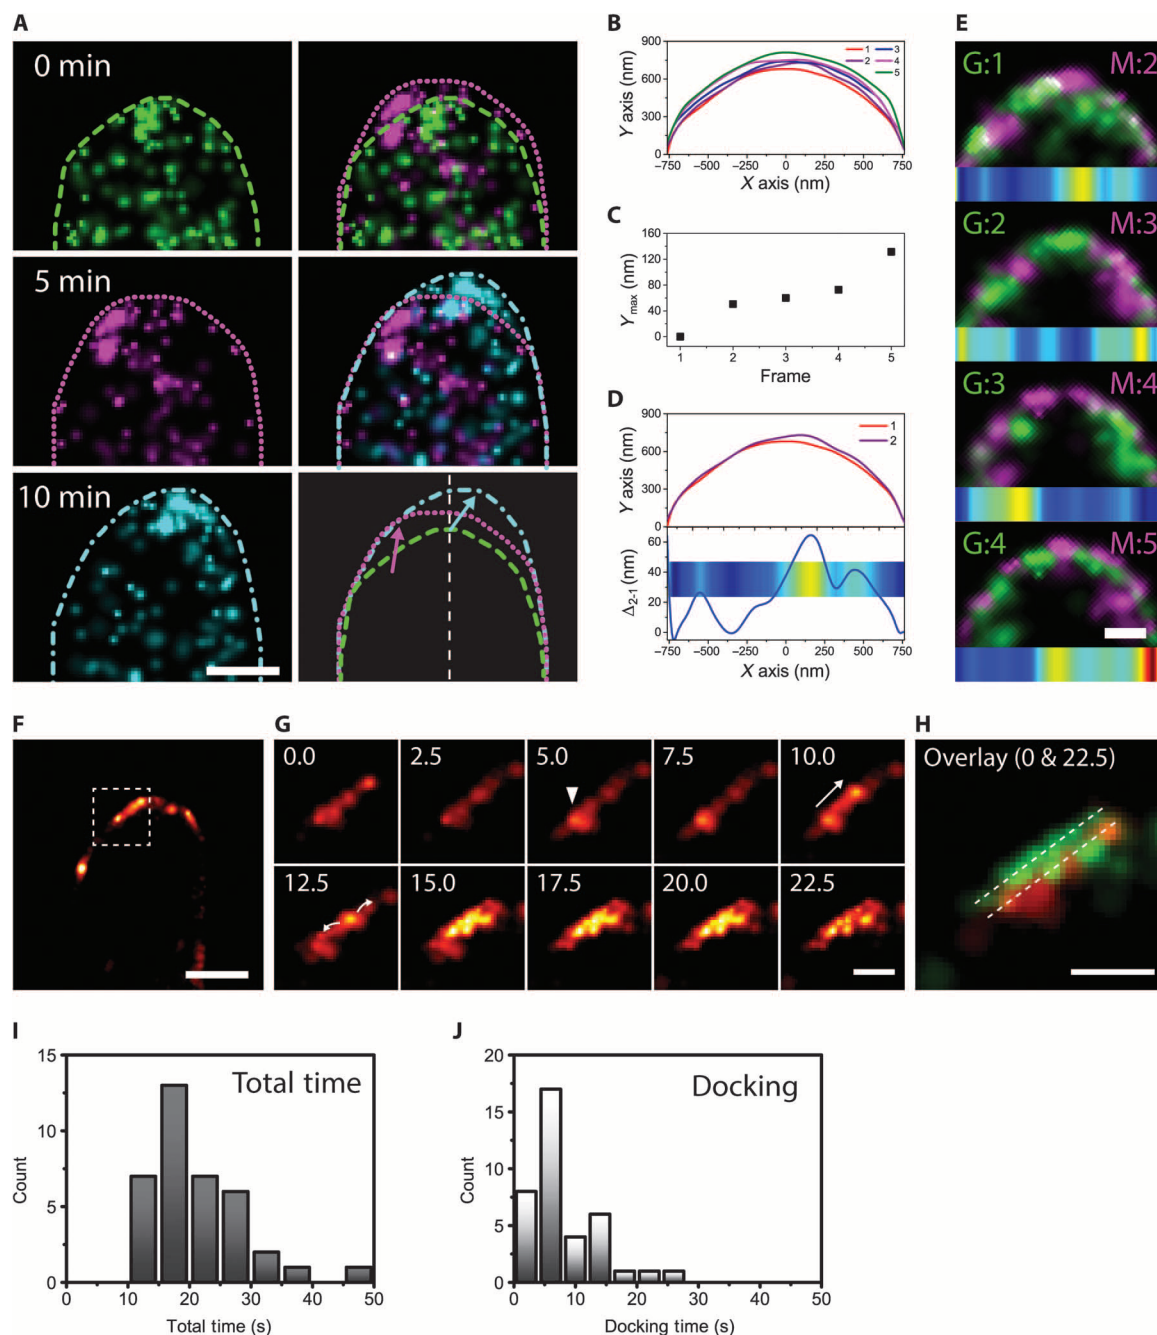 A
0 min
5 min
10 min
B
Y axis (nm)
900
600
300
0
1 3
2 4
5
−750 −500 −250 0 250 500 750
X axis (nm)
C
Ymax (nm)
160
120
80
40
0
1 2 3 4 5
Frame
D
Y axis (nm)
900
600
300
0
1
2
Δ2-1 (nm)
60
40
20
0
−750 −500 −250 0 250 500 750
X axis (nm)
E
G:1 M:2
G:2 M:3
G:3 M:4
G:4 M:5
F
G
0.0 2.5 5.0 7.5 10.0
12.5 15.0 17.5 20.0 22.5
H
Overlay (0 & 22.5)
I
Total time
Count
15
10
5
0
0 10 20 30 40 50
Total time (s)
J
Docking
Count
20
15
10
5
0
0 10 20 30 40 50
Docking time (s)